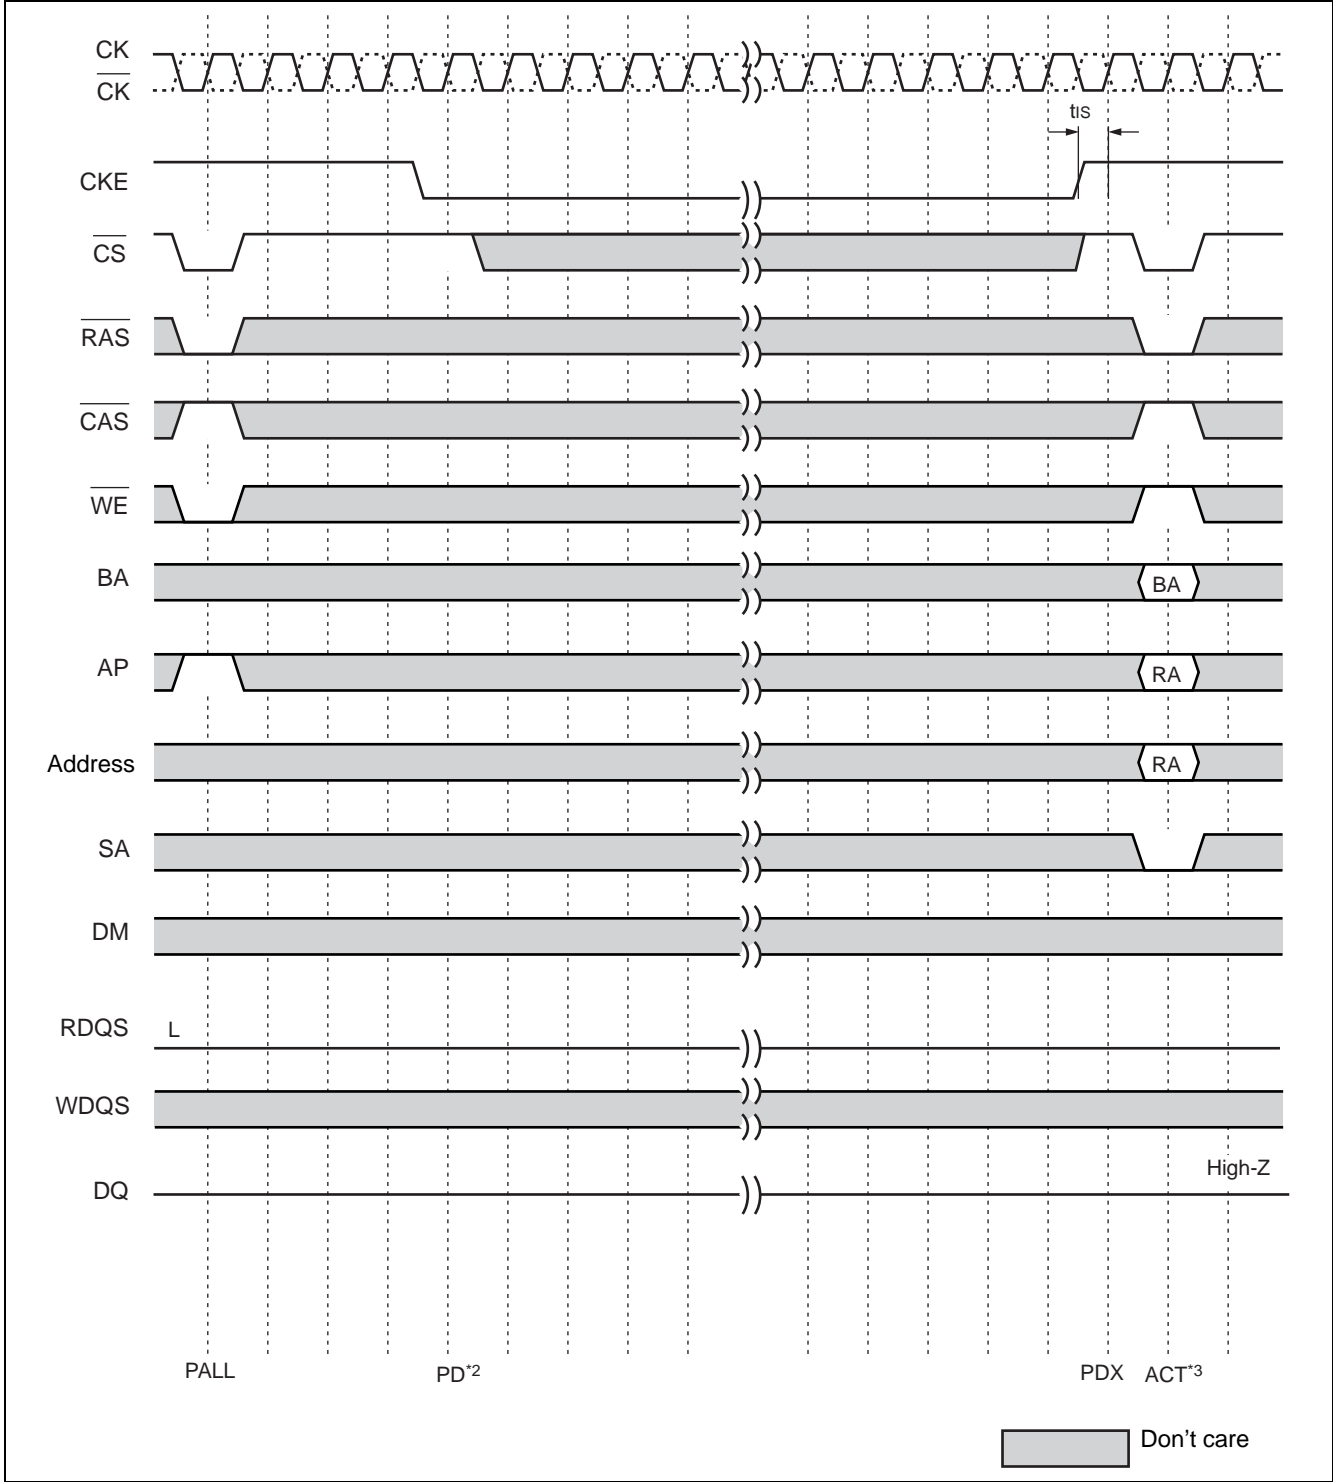 CK
CK
tIS
CKE
CS
RAS
CAS
WE
BA
BA
AP
RA
Address
RA
SA
DM
RDQS L
WDQS
High-Z
DQ
PALL PD*2 PDX ACT*3
Don't care